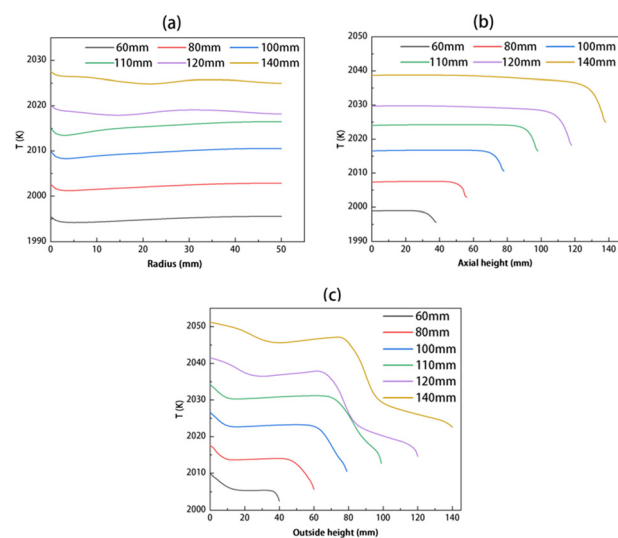 (a)
60mm 80mm 100mm
110mm 120mm 140mm
2030
2020
2010
2000
1990
T (K)
0 10 20 30 40 50
Radius (mm)
(b)
60mm 80mm 100mm
110mm 120mm 140mm
2050
2040
2030
2020
2010
2000
1990
T (K)
0 20 40 60 80 100 120 140
Axial height (mm)
(c)
60mm
80mm
100mm
110mm
120mm
140mm
2050
2040
2030
2020
2010
2000
T (K)
0 20 40 60 80 100 120 140
Outside height (mm)